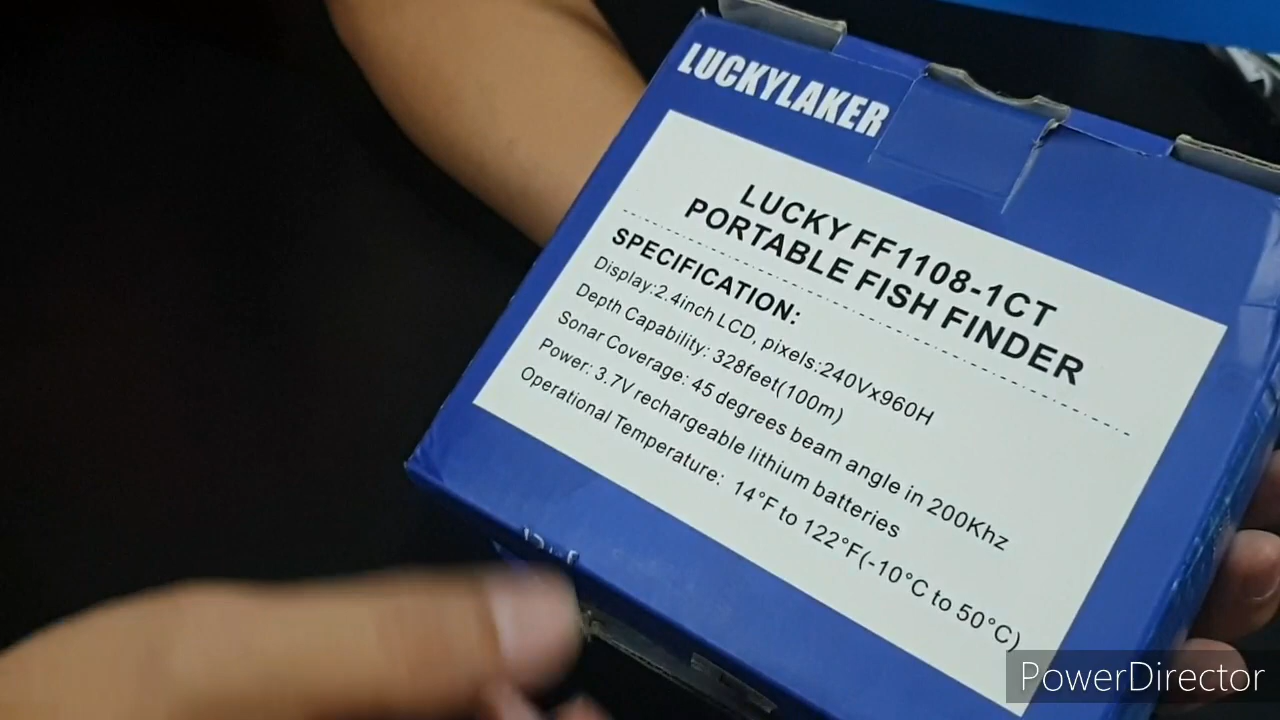 LUCKYLAKER
LUCKY FF1108-1CT
PORTABLE FISH FINDER
SPECIFICATION:
Display:2.4inch LCD, pixels:240Vx960H
Depth Capability: 328feet(100m)
Sonar Coverage: 45 degrees beam angle in 200Khz
Power: 3.7V rechargeable lithium batteries
Operational Temperature: 14°F to 122°F(-10°C to 50°C)
PowerDirector